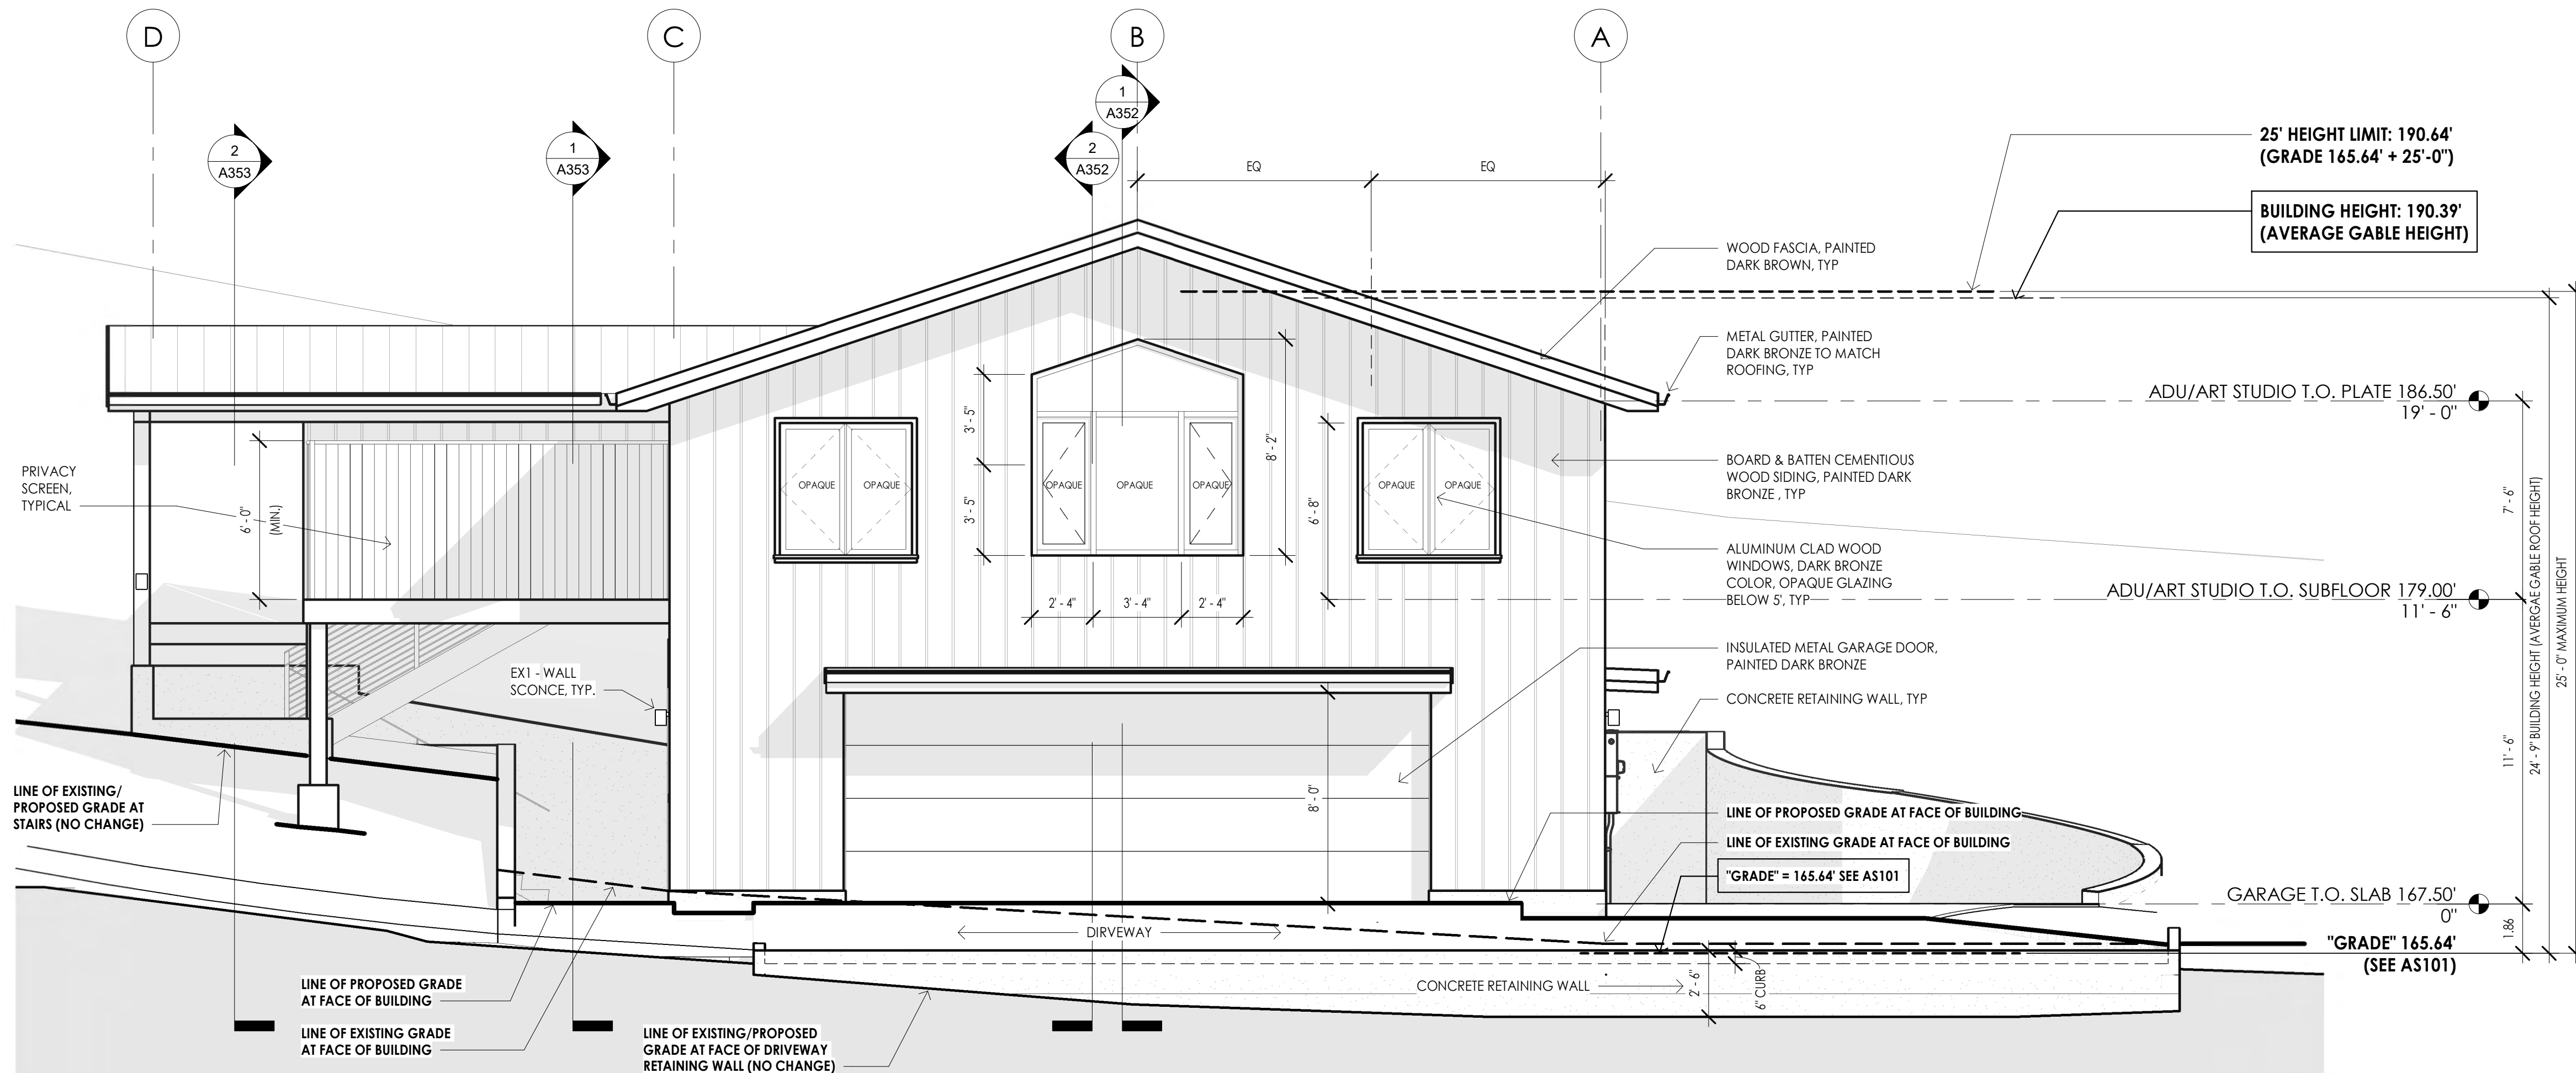 D
C
B
A
1
A352
2
A353
1
A353
2
A352
EQ
EQ
25' HEIGHT LIMIT: 190.64'
(GRADE 165.64' + 25'-0")
BUILDING HEIGHT: 190.39'
(AVERAGE GABLE HEIGHT)
WOOD FASCIA, PAINTED
DARK BROWN, TYP
METAL GUTTER, PAINTED
DARK BRONZE TO MATCH
ROOFING, TYP
ADU/ART STUDIO T.O. PLATE 186.50'
19' - 0"
BOARD & BATTEN CEMENTIOUS
WOOD SIDING, PAINTED DARK
BRONZE , TYP
ALUMINUM CLAD WOOD
WINDOWS, DARK BRONZE
COLOR, OPAQUE GLAZING
BELOW 5', TYP
ADU/ART STUDIO T.O. SUBFLOOR 179.00'
11' - 6"
INSULATED METAL GARAGE DOOR,
PAINTED DARK BRONZE
CONCRETE RETAINING WALL, TYP
PRIVACY
SCREEN,
TYPICAL
6' - 0"
(MIN.)
OPAQUE
OPAQUE
OPAQUE
OPAQUE
OPAQUE
OPAQUE
OPAQUE
3' - 5"
3' - 5"
8' - 2"
6' - 8"
2' - 4"
3' - 4"
2' - 4"
EX1 - WALL
SCONCE, TYP.
8' - 0"
7' - 6"
11' - 6"
1.86
24' - 9" BUILDING HEIGHT (AVERGAE GABLE ROOF HEIGHT)
25' - 0" MAXIMUM HEIGHT
LINE OF EXISTING/
PROPOSED GRADE AT
STAIRS (NO CHANGE)
LINE OF PROPOSED GRADE AT FACE OF BUILDING
LINE OF EXISTING GRADE AT FACE OF BUILDING
"GRADE" = 165.64' SEE AS101
GARAGE T.O. SLAB 167.50'
0"
"GRADE" 165.64'
(SEE AS101)
DIRVEWAY
CONCRETE RETAINING WALL
2' - 6"
6" CURB
LINE OF PROPOSED GRADE
AT FACE OF BUILDING
LINE OF EXISTING GRADE
AT FACE OF BUILDING
LINE OF EXISTING/PROPOSED
GRADE AT FACE OF DRIVEWAY
RETAINING WALL (NO CHANGE)